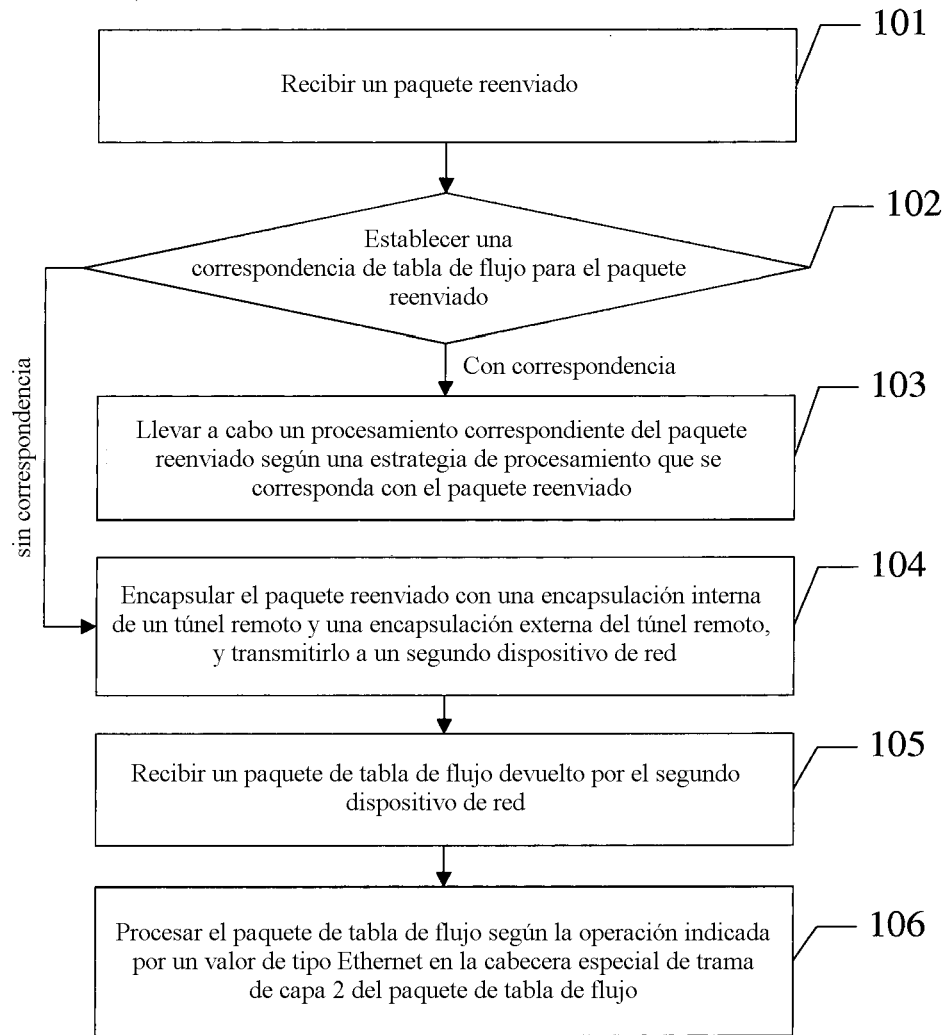 101
Recibir un paquete reenviado
102
Establecer una
correspondencia de tabla de flujo para el paquete
reenviado
Con correspondencia
sin correspondencia
103
Llevar a cabo un procesamiento correspondiente del paquete
reenviado según una estrategia de procesamiento que se
corresponda con el paquete reenviado
104
Encapsular el paquete reenviado con una encapsulación interna
de un túnel remoto y una encapsulación externa del túnel remoto,
y transmitirlo a un segundo dispositivo de red
105
Recibir un paquete de tabla de flujo devuelto por el segundo
dispositivo de red
106
Procesar el paquete de tabla de flujo según la operación indicada
por un valor de tipo Ethernet en la cabecera especial de trama
de capa 2 del paquete de tabla de flujo